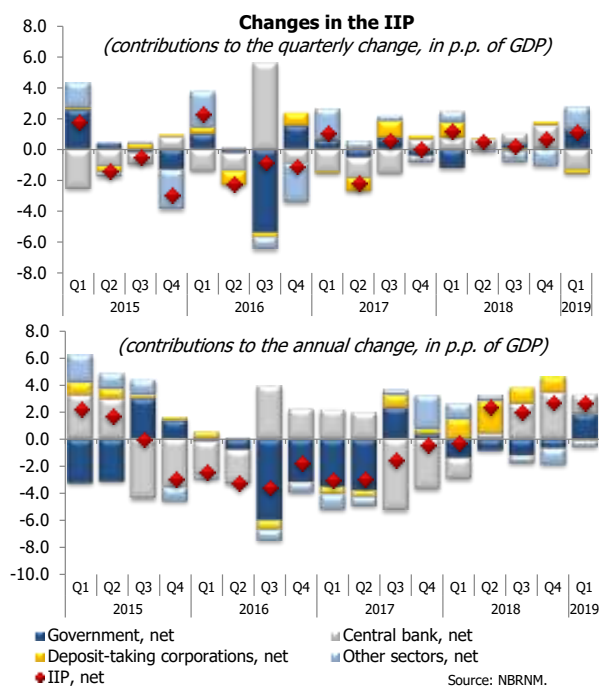 Changes in the IIP
(contributions to the quarterly change, in p.p. of GDP)
8.0
6.0
4.0
2.0
0.0
-2.0
-4.0
-6.0
-8.0
Q1 Q2 Q3 Q4 Q1 Q2 Q3 Q4 Q1 Q2 Q3 Q4 Q1 Q2 Q3 Q4 Q1
2015 2016 2017 2018 2019
(contributions to the annual change, in p.p. of GDP)
8.0
6.0
4.0
2.0
0.0
-2.0
-4.0
-6.0
-8.0
-10.0
Q1 Q2 Q3 Q4 Q1 Q2 Q3 Q4 Q1 Q2 Q3 Q4 Q1 Q2 Q3 Q4 Q1
2015 2016 2017 2018 2019
Government, net Central bank, net
Deposit-taking corporations, net Other sectors, net
IIP, net
Source: NBRNM.